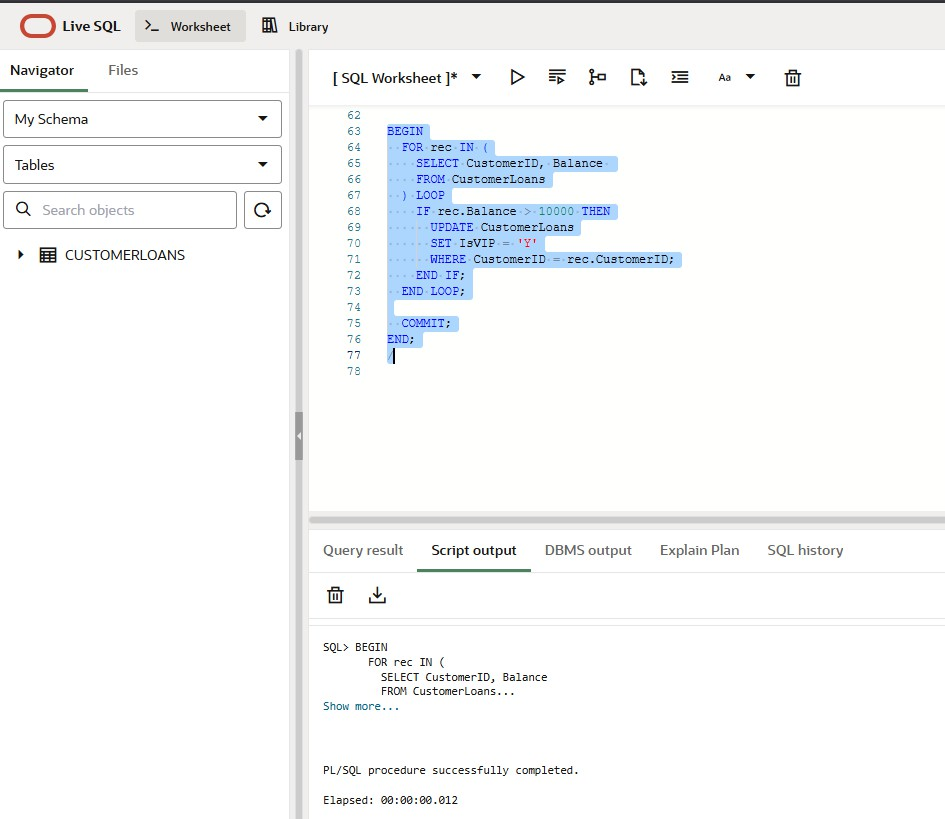 Live SQL
Worksheet
Library
Navigator
Files
My Schema
Tables
Search objects
CUSTOMERLOANS
[ SQL Worksheet ]*
Aa
62
63 BEGIN
64   FOR rec IN (
65     SELECT CustomerID, Balance
66     FROM CustomerLoans
67   ) LOOP
68     IF rec.Balance > 10000 THEN
69       UPDATE CustomerLoans
70       SET IsVIP = 'Y'
71       WHERE CustomerID = rec.CustomerID;
72     END IF;
73   END LOOP;
74
75   COMMIT;
76 END;
77 /
78
Query result
Script output
DBMS output
Explain Plan
SQL history
SQL> BEGIN
       FOR rec IN (
         SELECT CustomerID, Balance
         FROM CustomerLoans...
Show more...
PL/SQL procedure successfully completed.
Elapsed: 00:00:00.012